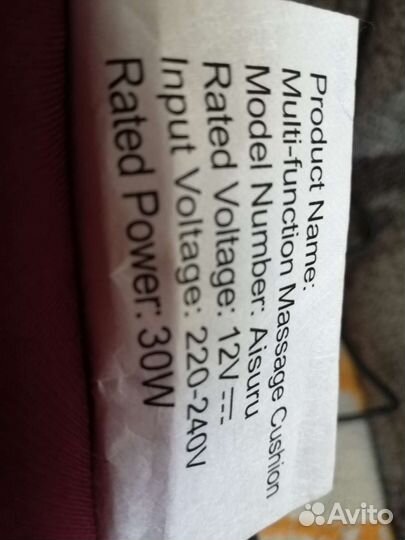 Product Name:
Multi-function Massage Cushion
Model Number: Aisuru
Rated Voltage: 12V⎓
Input Voltage: 220-240V
Rated Power: 30W
Avito